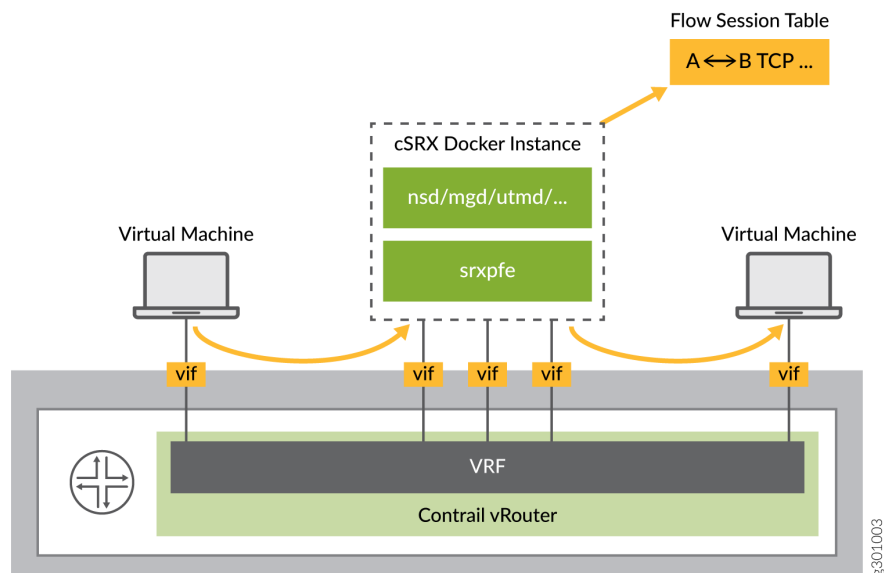 Flow Session Table
A ↔ B TCP ...
cSRX Docker Instance
nsd/mgd/utmd/...
srxpfe
Virtual Machine
Virtual Machine
vif
vif
vif
vif
vif
VRF
Contrail vRouter
g301003